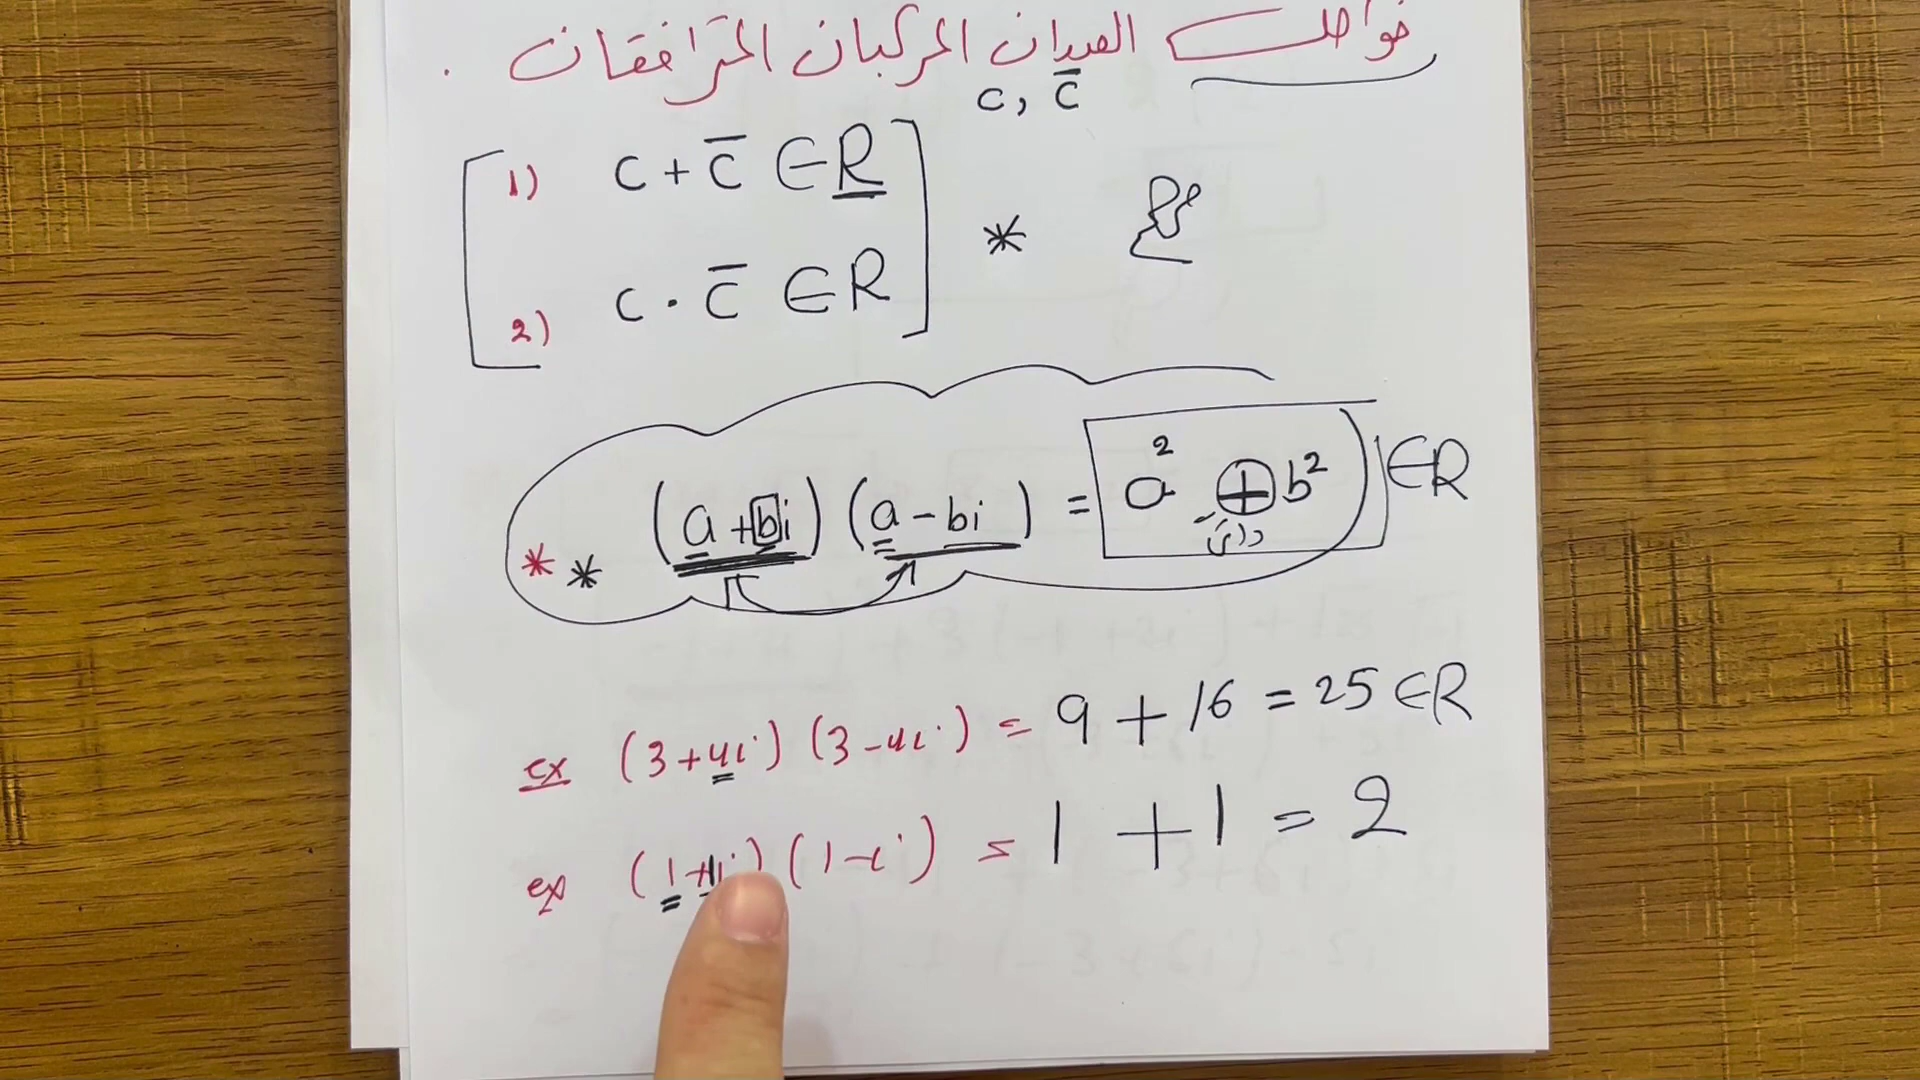 خواص العددان المركبان المترافقان .
c , c̅
1) c + c̅ ∈ R
*
2) c · c̅ ∈ R
* * (a + bi) (a - bi) = a² + b² ∈ R
ex (3+4i) (3-4i) = 9 + 16 = 25 ∈ R
ex (1+1i) (1-i) = 1 + 1 = 2